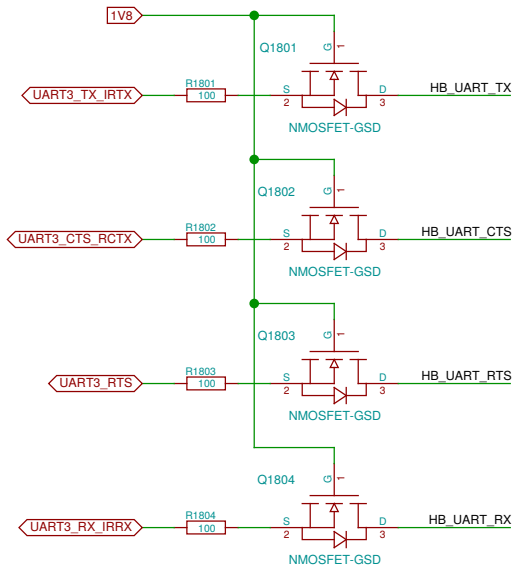 1V8
Q1801
G
1
UART3_TX_IRTX
R1801
100
S
2
D
3
HB_UART_TX
NMOSFET-GSD
Q1802
G
1
UART3_CTS_RCTX
R1802
100
S
2
D
3
HB_UART_CTS
NMOSFET-GSD
Q1803
G
1
UART3_RTS
R1803
100
S
2
D
3
HB_UART_RTS
NMOSFET-GSD
Q1804
G
1
UART3_RX_IRRX
R1804
100
S
2
D
3
HB_UART_RX
NMOSFET-GSD